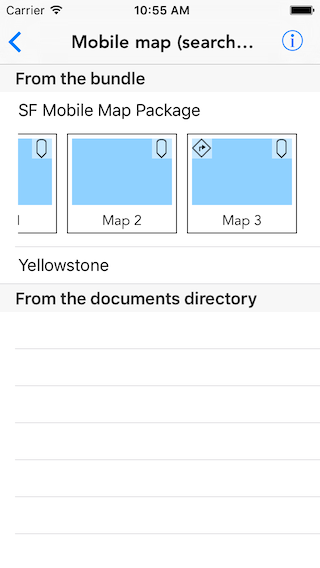 Carrier 10:55 AM
Mobile map (search...
From the bundle
SF Mobile Map Package
Map 2 Map 3
Yellowstone
From the documents directory